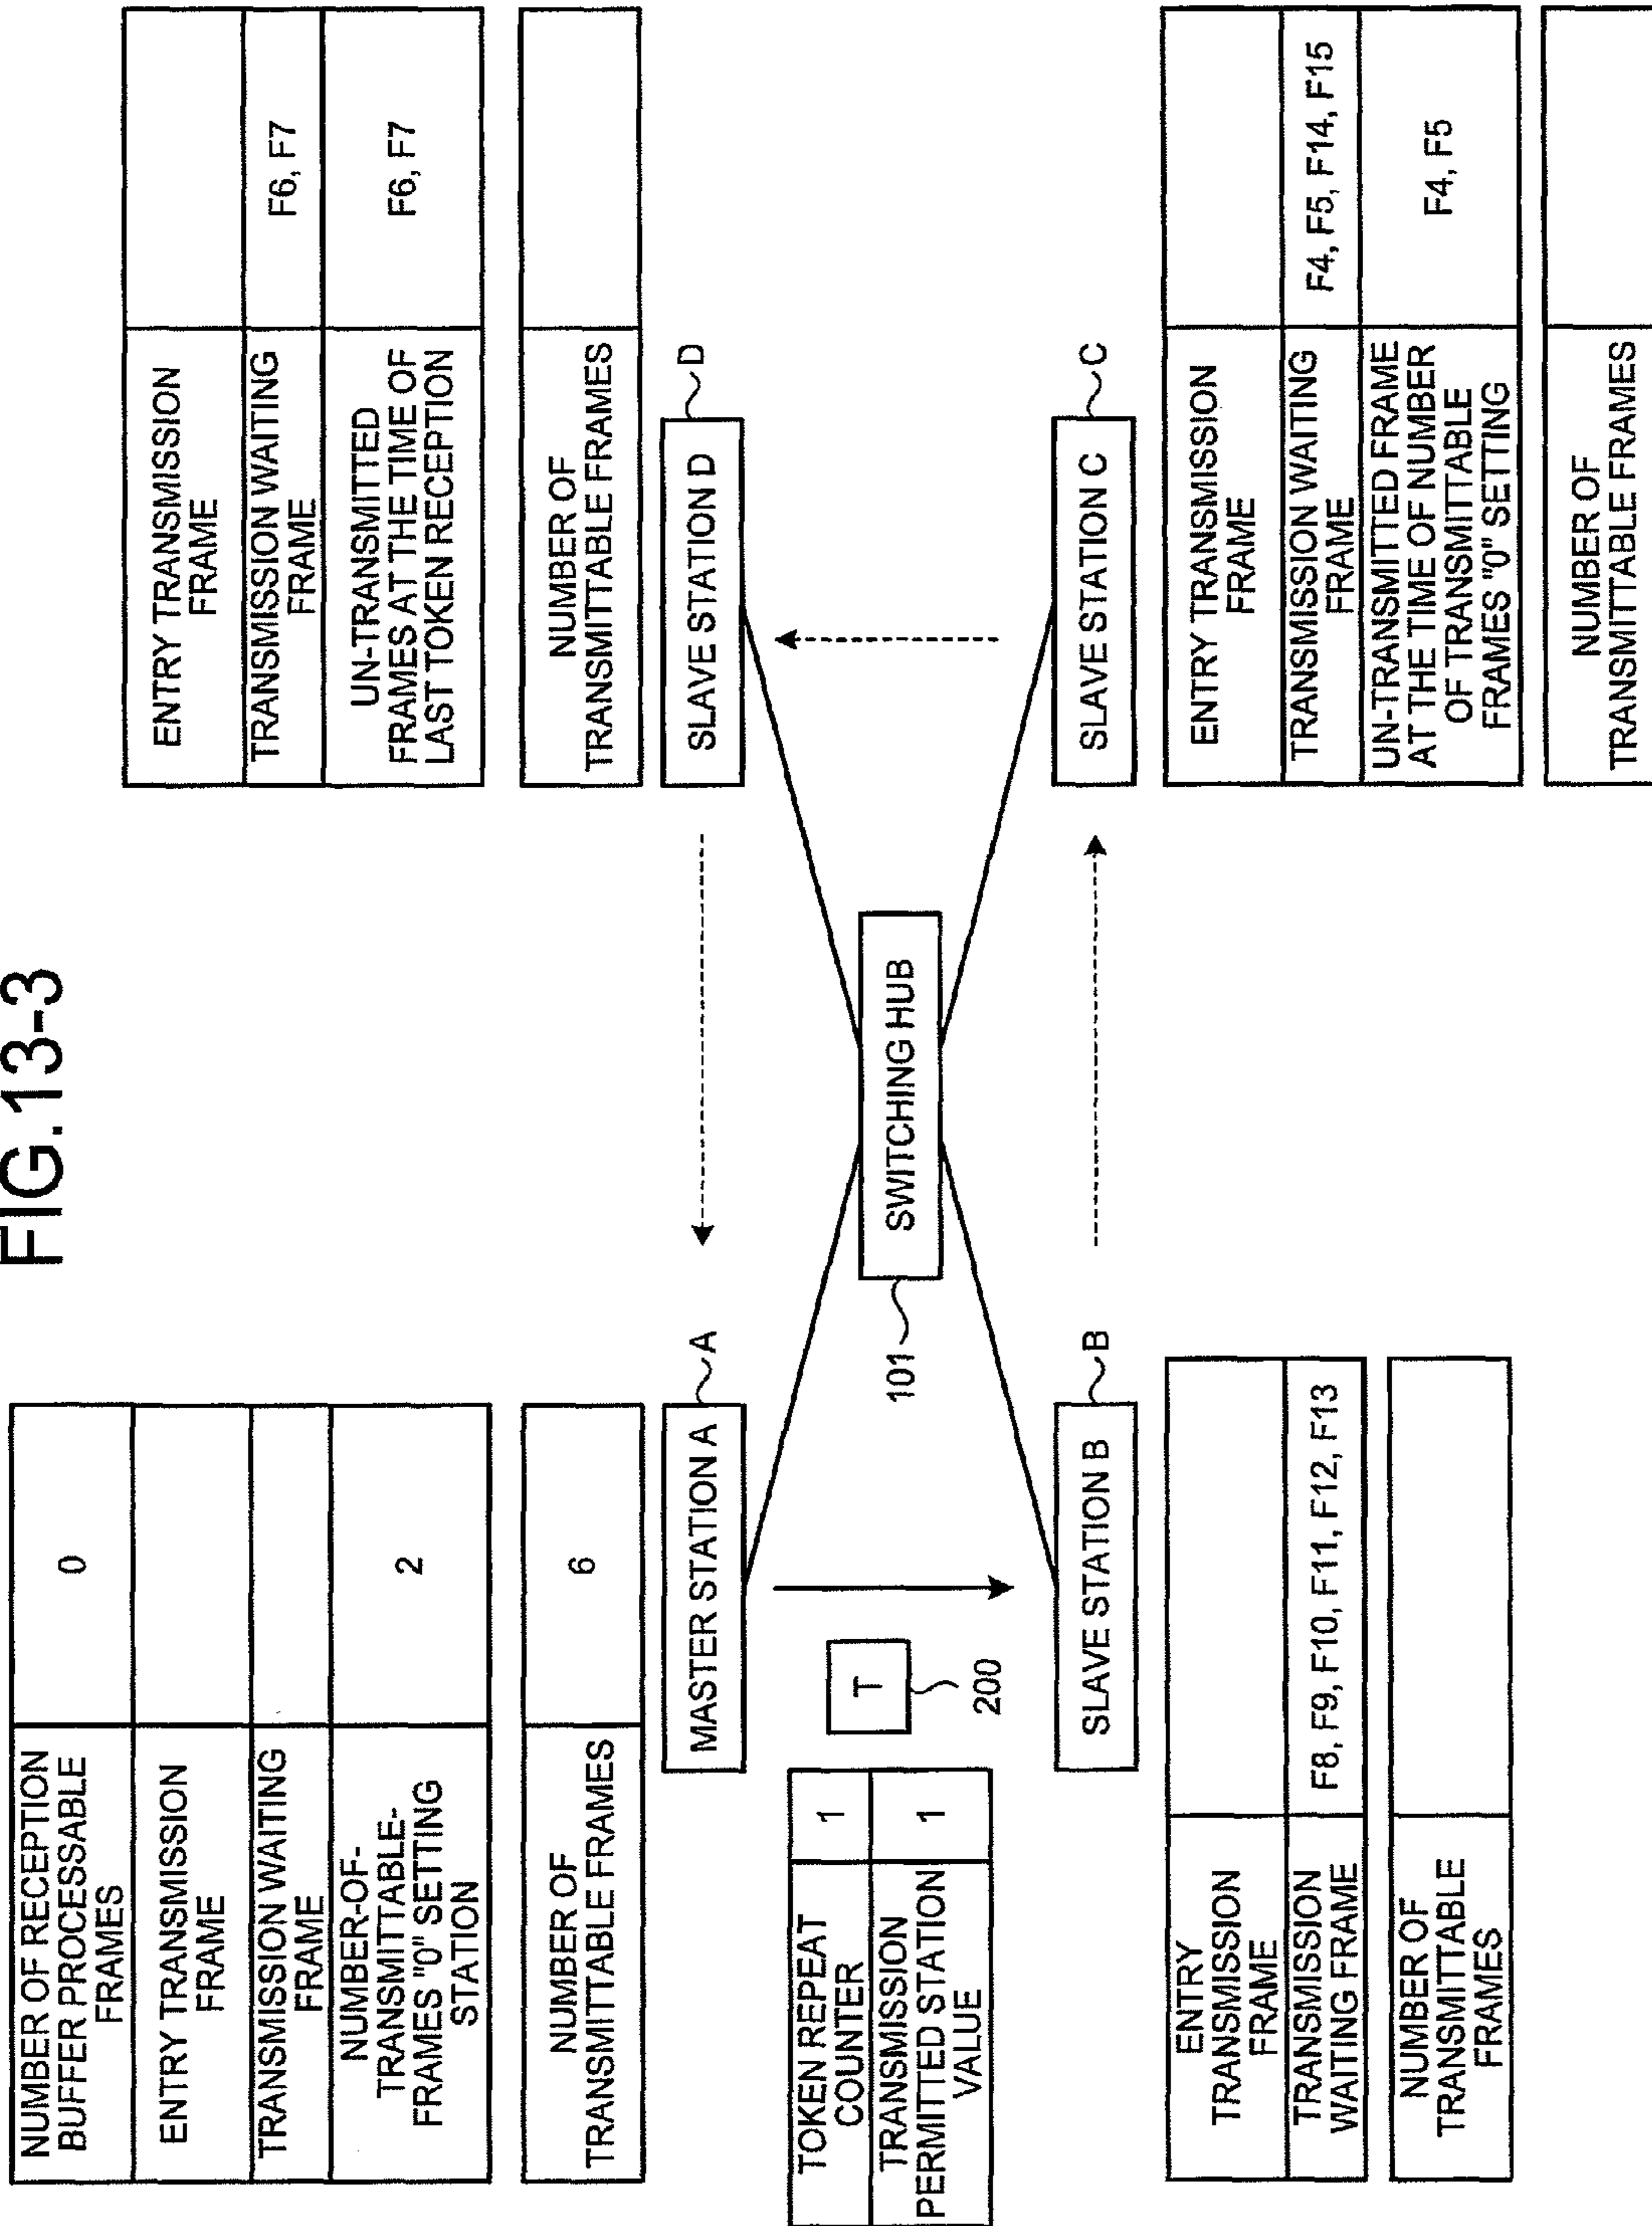 FIG.13-3
NUMBER OF RECEPTION
BUFFER PROCESSABLE
FRAMES
0
ENTRY TRANSMISSION
FRAME
TRANSMISSION WAITING
FRAME
NUMBER-OF-
TRANSMITTABLE-
FRAMES "0" SETTING
STATION
2
NUMBER OF
TRANSMITTABLE FRAMES
6
MASTER STATION A
A
ENTRY TRANSMISSION
FRAME
TRANSMISSION WAITING
FRAME
F6, F7
UN-TRANSMITTED
FRAMES AT THE TIME OF
LAST TOKEN RECEPTION
F6, F7
NUMBER OF
TRANSMITTABLE FRAMES
SLAVE STATION D
D
TOKEN REPEAT
COUNTER
1
TRANSMISSION
PERMITTED STATION
VALUE
1
T
200
101
SWITCHING HUB
SLAVE STATION B
B
ENTRY
TRANSMISSION
FRAME
TRANSMISSION
WAITING FRAME
F8, F9, F10, F11, F12, F13
NUMBER OF
TRANSMITTABLE
FRAMES
SLAVE STATION C
C
ENTRY TRANSMISSION
FRAME
TRANSMISSION WAITING
FRAME
F4, F5, F14, F15
UN-TRANSMITTED FRAME
AT THE TIME OF NUMBER
OF TRANSMITTABLE
FRAMES "0" SETTING
F4, F5
NUMBER OF
TRANSMITTABLE FRAMES